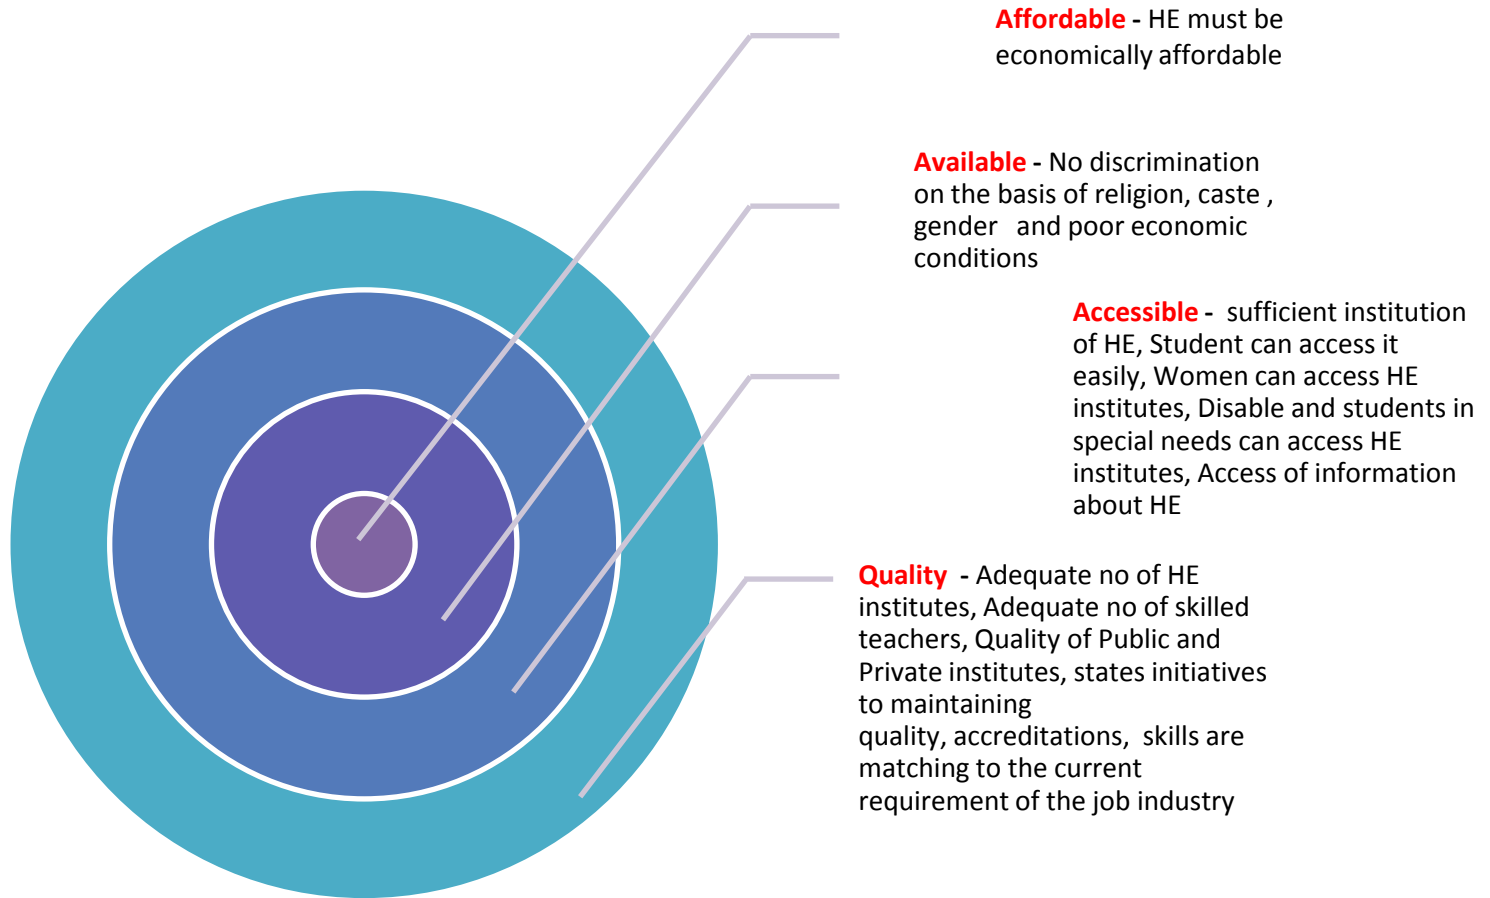 Affordable - HE must be
economically affordable
Available - No discrimination
on the basis of religion, caste ,
gender   and poor economic
conditions
Accessible -  sufficient institution
of HE, Student can access it
easily, Women can access HE
institutes, Disable and students in
special needs can access HE
institutes, Access of information
about HE
Quality  - Adequate no of HE
institutes, Adequate no of skilled
teachers, Quality of Public and
Private institutes, states initiatives
to maintaining
quality, accreditations,  skills are
matching to the current
requirement of the job industry